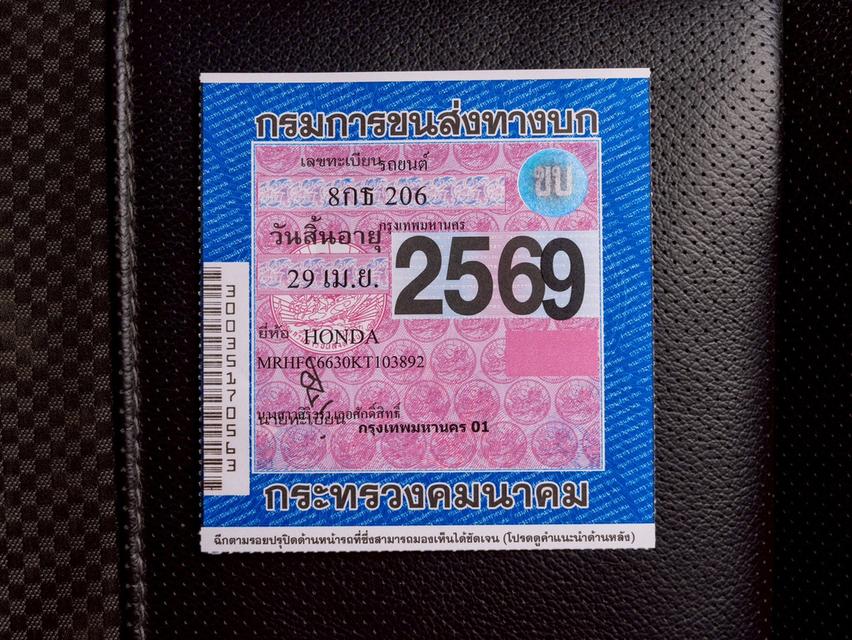 กรมการขนส่งทางบก
เลขทะเบียนรถยนต์
ขบ
8กธ 206
กรุงเทพมหานคร
วันสิ้นอายุ
29 เม.ย. 2569
ยี่ห้อ HONDA
MRHFC6630KT103892
นายทะเบียน
กรุงเทพมหานคร 01
300351700563
กระทรวงคมนาคม
ฉีกตามรอยปรุปิดด้านหน้ารถที่ซึ่งสามารถมองเห็นได้ชัดเจน (โปรดดูคำแนะนำด้านหลัง)